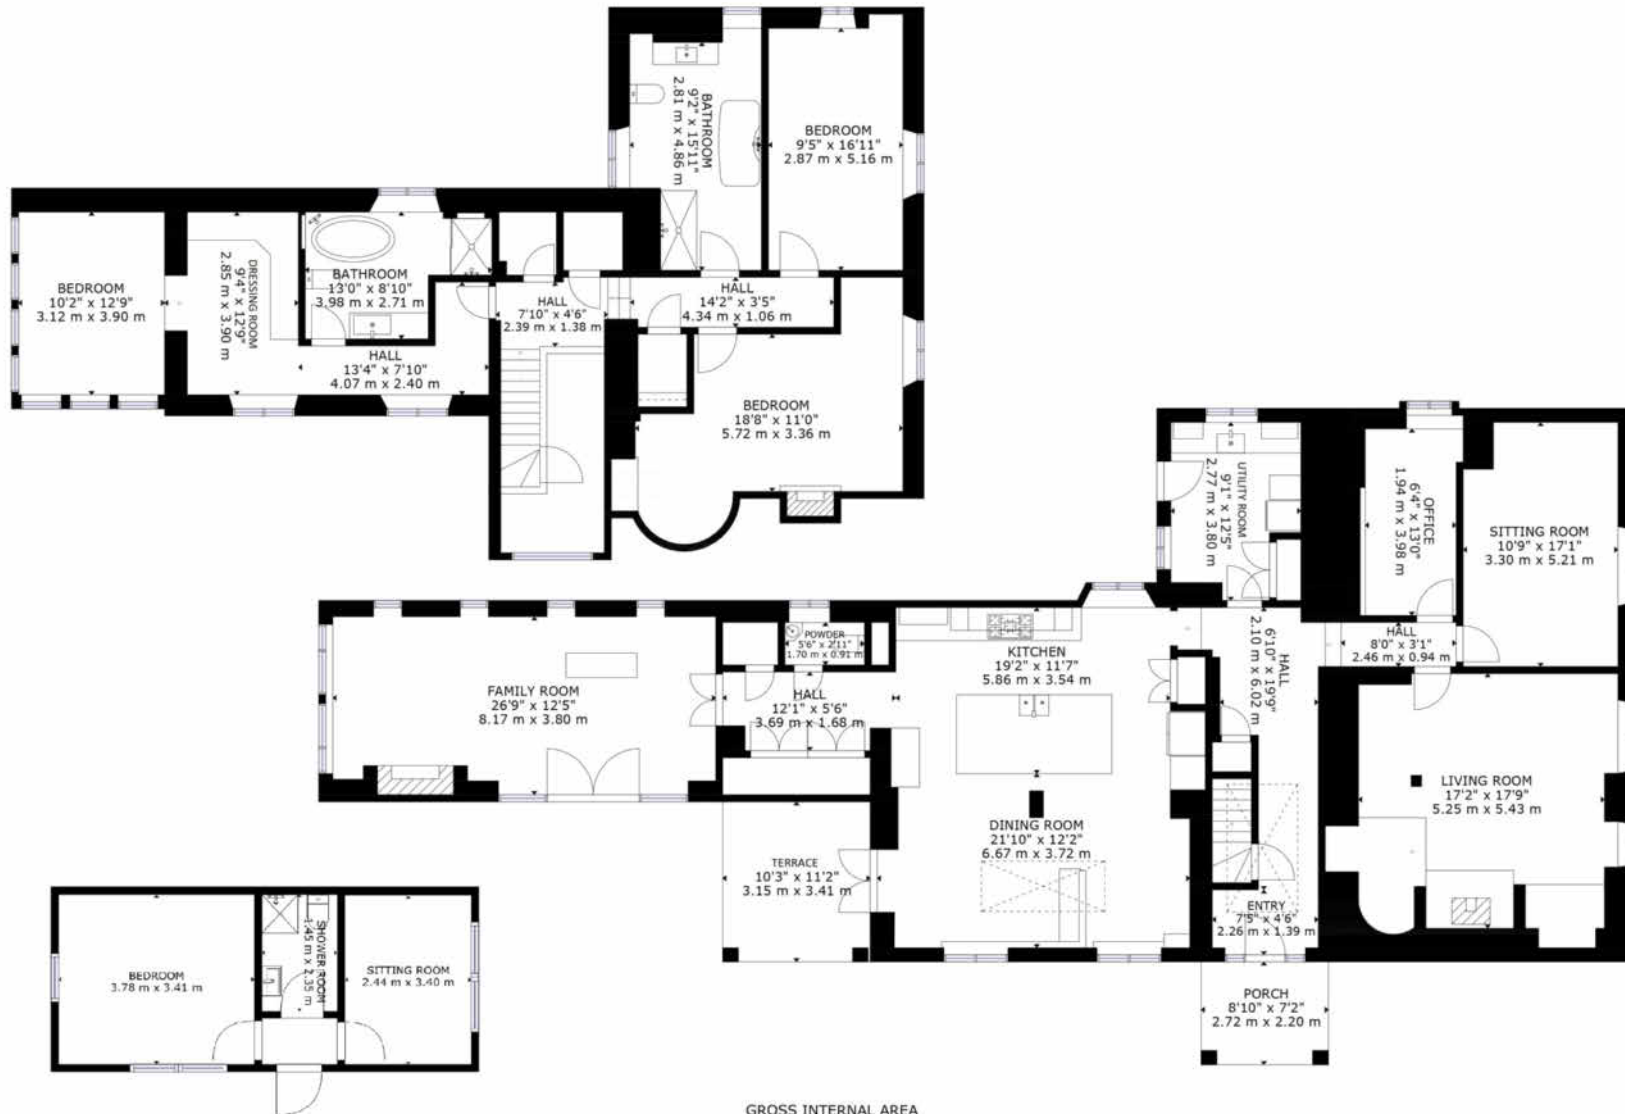 BATHROOM
9'2" x 15'11"
2.81 m x 4.86 m
BEDROOM
9'5" x 16'11"
2.87 m x 5.16 m
BEDROOM
10'2" x 12'9"
3.12 m x 3.90 m
DRESSING ROOM
9'4" x 12'9"
2.85 m x 3.90 m
BATHROOM
13'0" x 8'10"
3.98 m x 2.71 m
HALL
13'4" x 7'10"
4.07 m x 2.40 m
HALL
7'10" x 4'6"
2.39 m x 1.38 m
HALL
14'2" x 3'5"
4.34 m x 1.06 m
BEDROOM
18'8" x 11'0"
5.72 m x 3.36 m
UTILITY ROOM
9'1" x 12'5"
2.77 m x 3.80 m
OFFICE
6'4" x 13'0"
1.94 m x 3.98 m
SITTING ROOM
10'9" x 17'1"
3.30 m x 5.21 m
FAMILY ROOM
26'9" x 12'5"
8.17 m x 3.80 m
POWDER
5'6" x 2'11"
1.70 m x 0.91 m
HALL
12'1" x 5'6"
3.69 m x 1.68 m
KITCHEN
19'2" x 11'7"
5.86 m x 3.54 m
HALL
6'10" x 19'9"
2.10 m x 6.02 m
HALL
8'0" x 3'1"
2.46 m x 0.94 m
LIVING ROOM
17'2" x 17'9"
5.25 m x 5.43 m
DINING ROOM
21'10" x 12'2"
6.67 m x 3.72 m
TERRACE
10'3" x 11'2"
3.15 m x 3.41 m
ENTRY
7'5" x 4'6"
2.26 m x 1.39 m
PORCH
8'10" x 7'2"
2.72 m x 2.20 m
BEDROOM
3.78 m x 3.41 m
SHOWER ROOM
1.45 m x 2.35 m
SITTING ROOM
2.44 m x 3.40 m
GROSS INTERNAL AREA